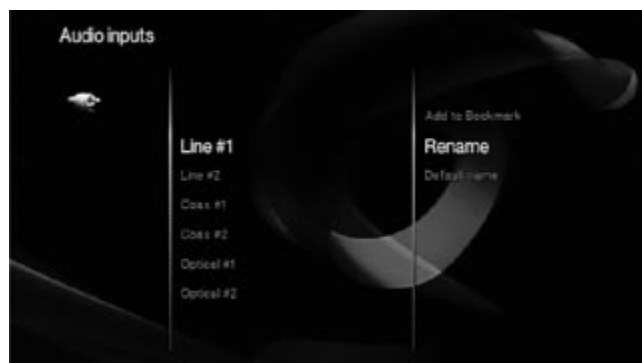 Audio inputs
Line #1
Line #2
Coax #1
Coax #2
Optical #1
Optical #2
Add to Bookmark
Rename
Default name